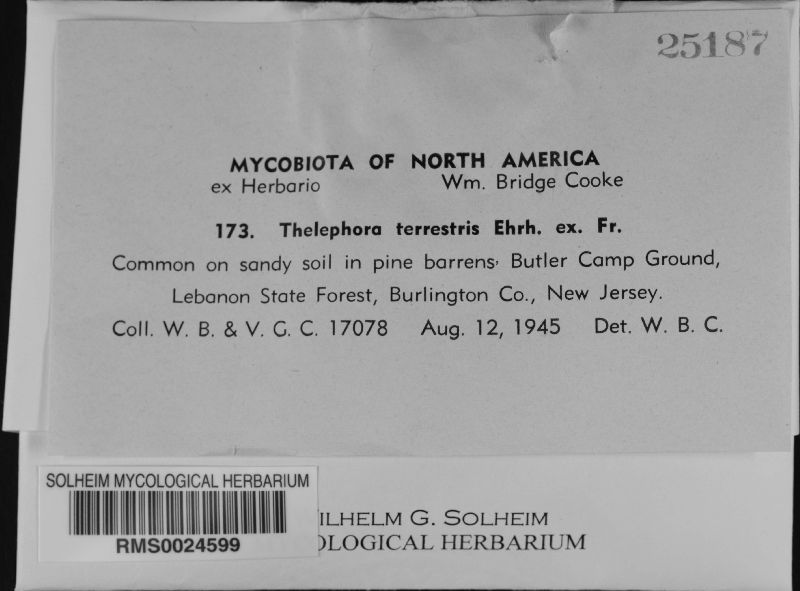 25187
MYCOBIOTA OF NORTH AMERICA
ex Herbario Wm. Bridge Cooke
173. Thelephora terrestris Ehrh. ex. Fr.
Common on sandy soil in pine barrens, Butler Camp Ground,
Lebanon State Forest, Burlington Co., New Jersey.
Coll. W. B. & V. G. C. 17078 Aug. 12, 1945 Det. W. B. C.
SOLHEIM MYCOLOGICAL HERBARIUM
RMS0024599
ILHELM G. SOLHEIM
OLOGICAL HERBARIUM